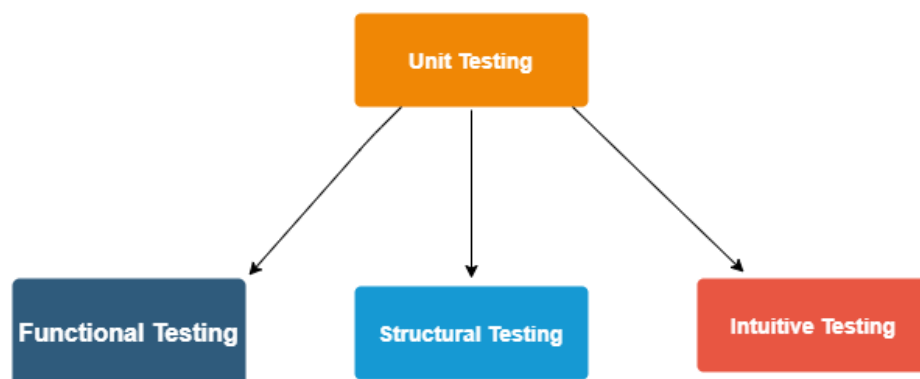 Unit Testing
Functional Testing
Structural Testing
Intuitive Testing